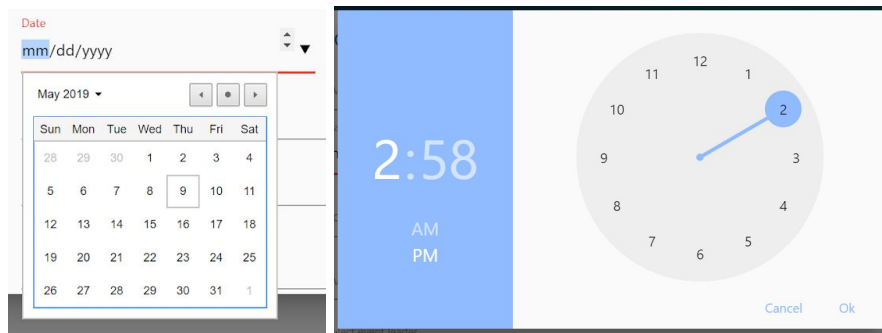 Date
mm/dd/yyyy
May 2019
Sun Mon Tue Wed Thu Fri Sat
28 29 30 1 2 3 4
5 6 7 8 9 10 11
12 13 14 15 16 17 18
19 20 21 22 23 24 25
26 27 28 29 30 31 1
2:58
AM
PM
12
11 1
10 2
9 3
8 4
7 5
6
Cancel Ok